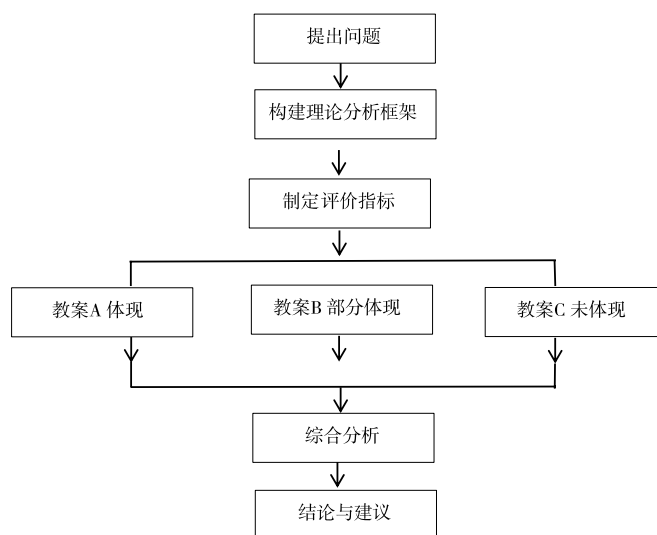 提出问题
构建理论分析框架
制定评价指标
教案A 体现
教案B 部分体现
教案C 未体现
综合分析
结论与建议